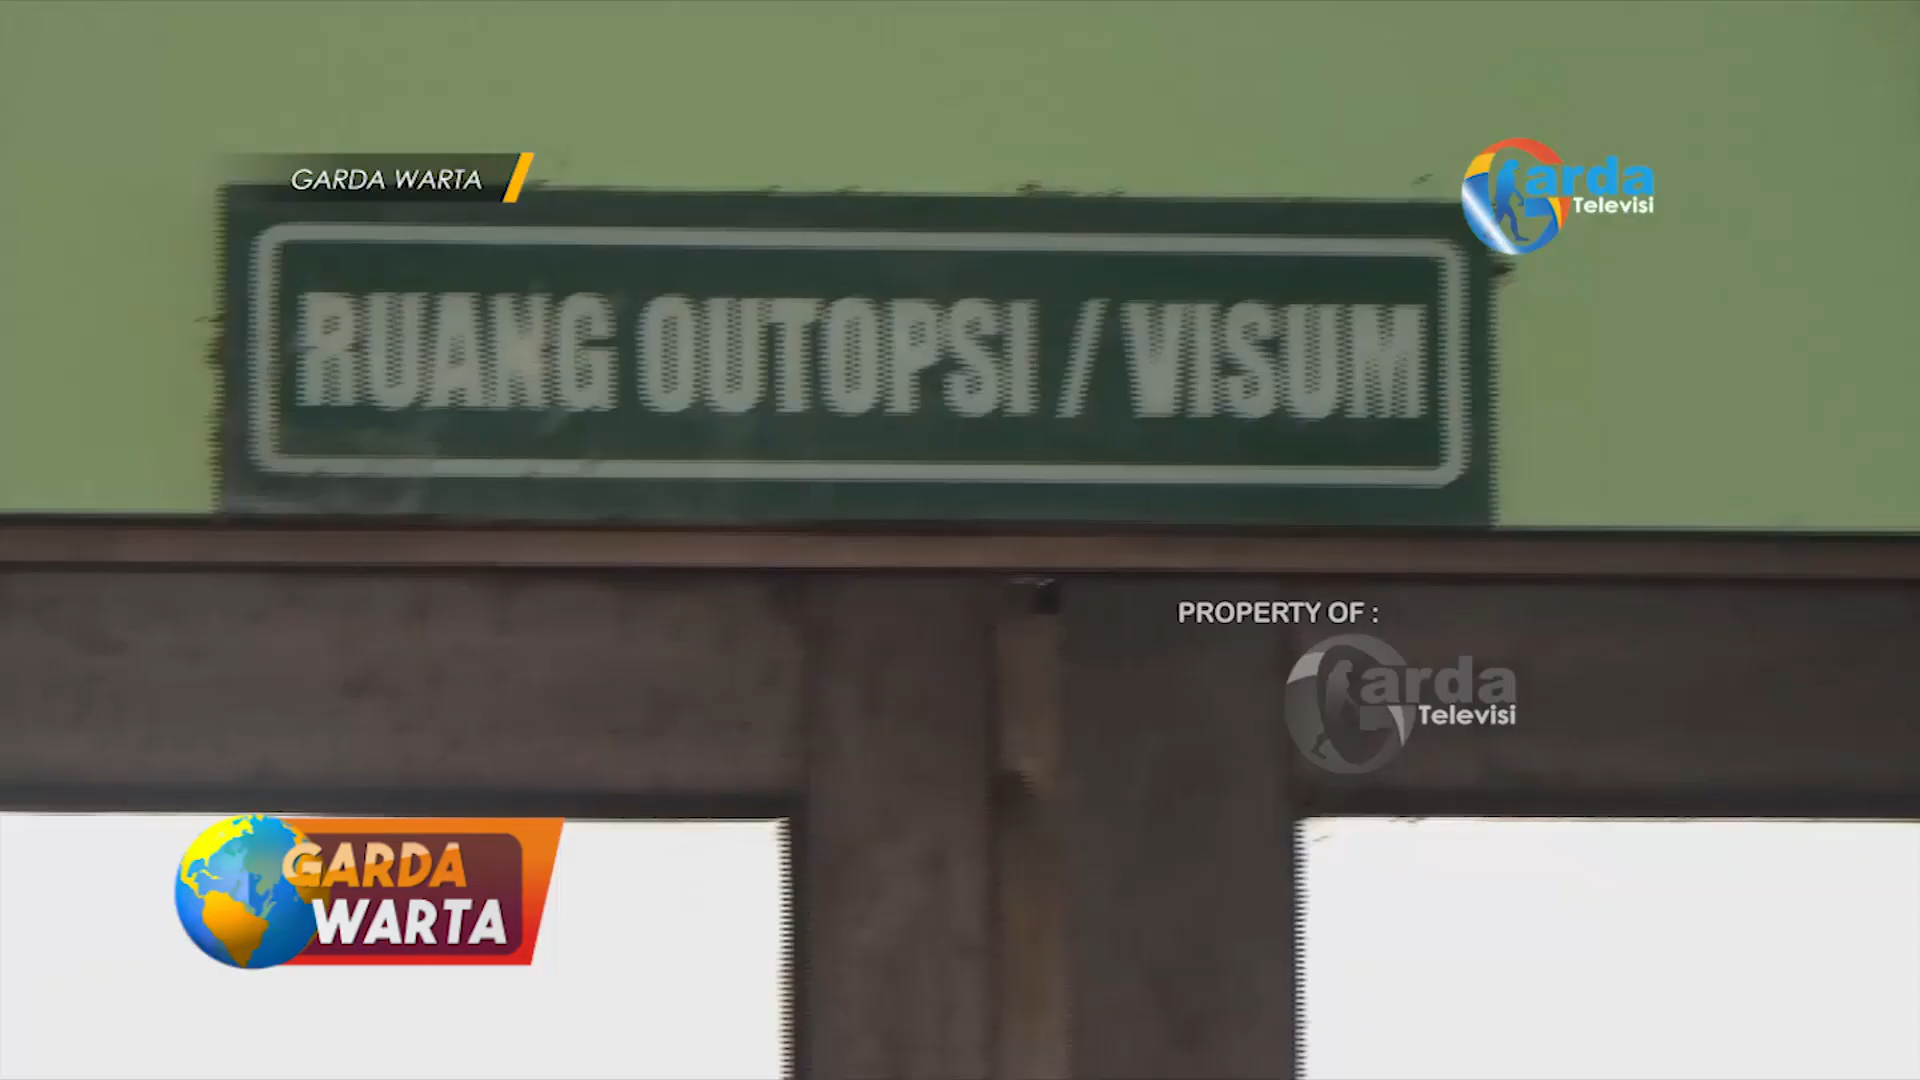 GARDA WARTA
Garda
Televisi
RUANG OUTOPSI / VISUM
PROPERTY OF :
Garda
Televisi
GARDA
WARTA